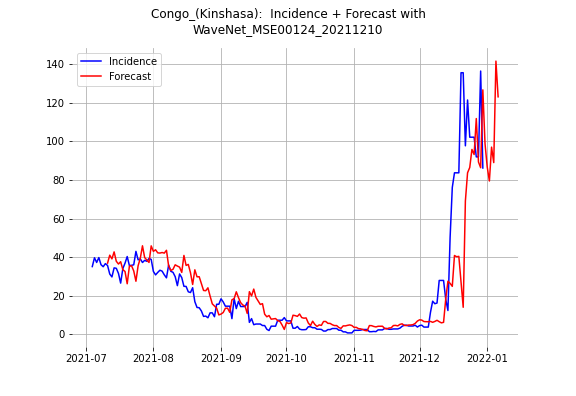 Congo_(Kinshasa):  Incidence + Forecast with
WaveNet_MSE00124_20211210
Incidence
Forecast
140
120
100
80
60
40
20
0
2021-07 2021-08 2021-09 2021-10 2021-11 2021-12 2022-01